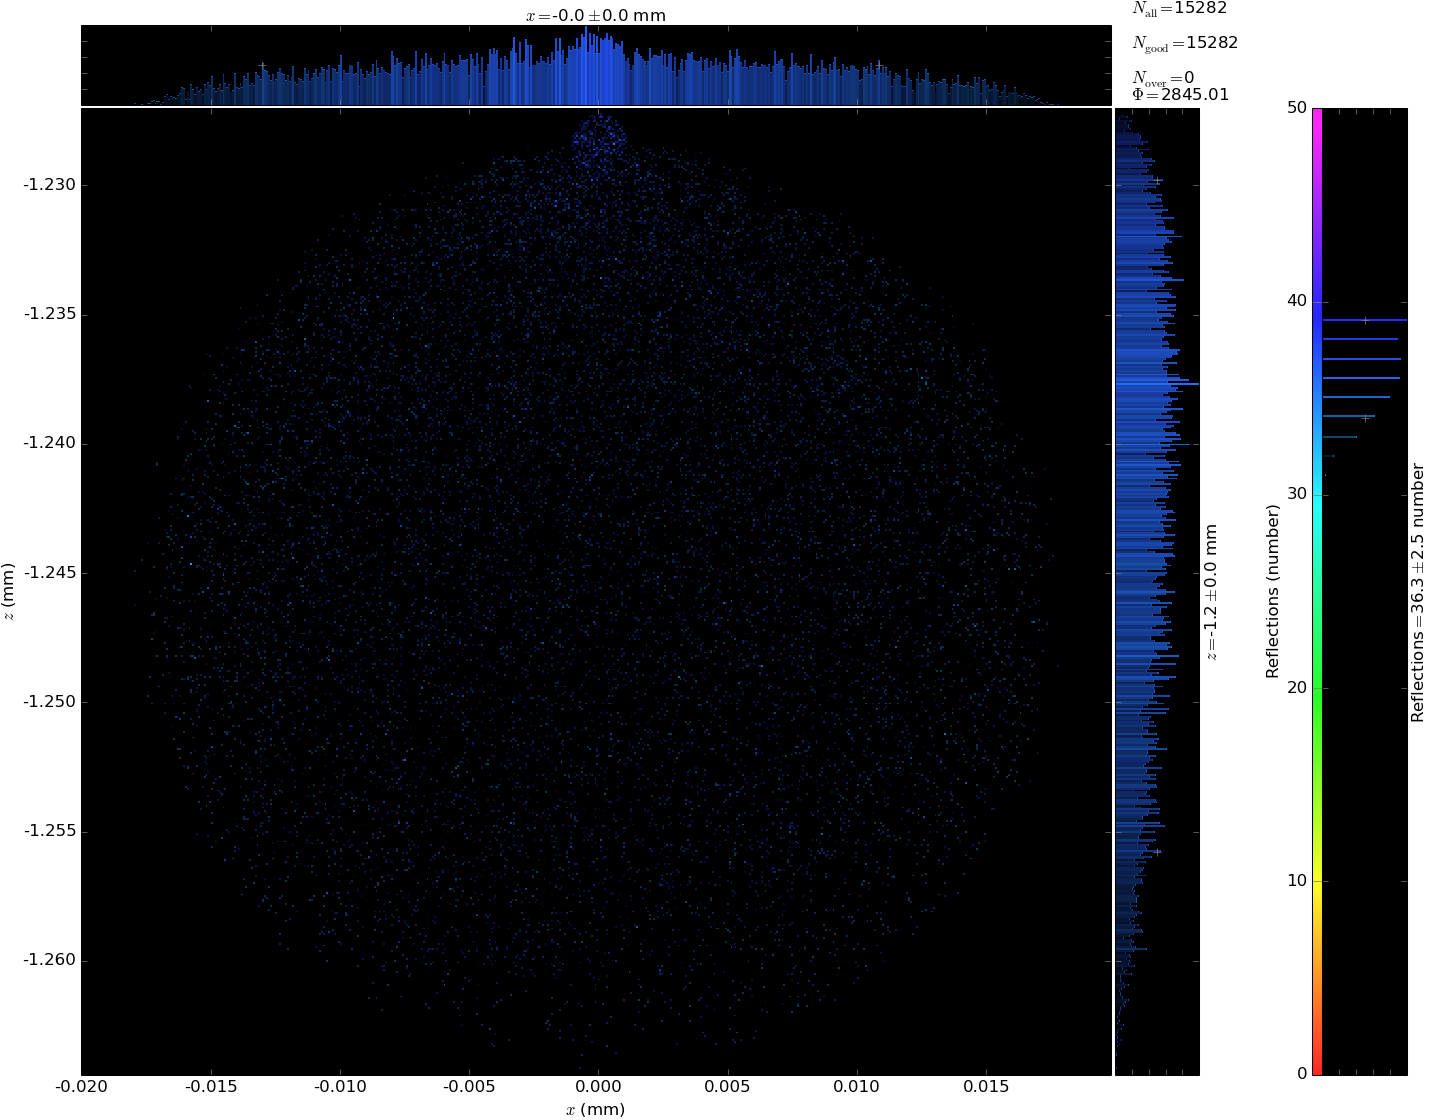 x = -0.0 ± 0.0 mm
N_all = 15282
N_good = 15282
N_over = 0
Φ = 2845.01
-1.230
-1.235
-1.240
-1.245
-1.250
-1.255
-1.260
z (mm)
-0.020
-0.015
-0.010
-0.005
0.000
0.005
0.010
0.015
x (mm)
z = -1.2 ± 0.0 mm
50
40
30
20
10
0
Reflections (number)
Reflections = 36.3 ± 2.5 number